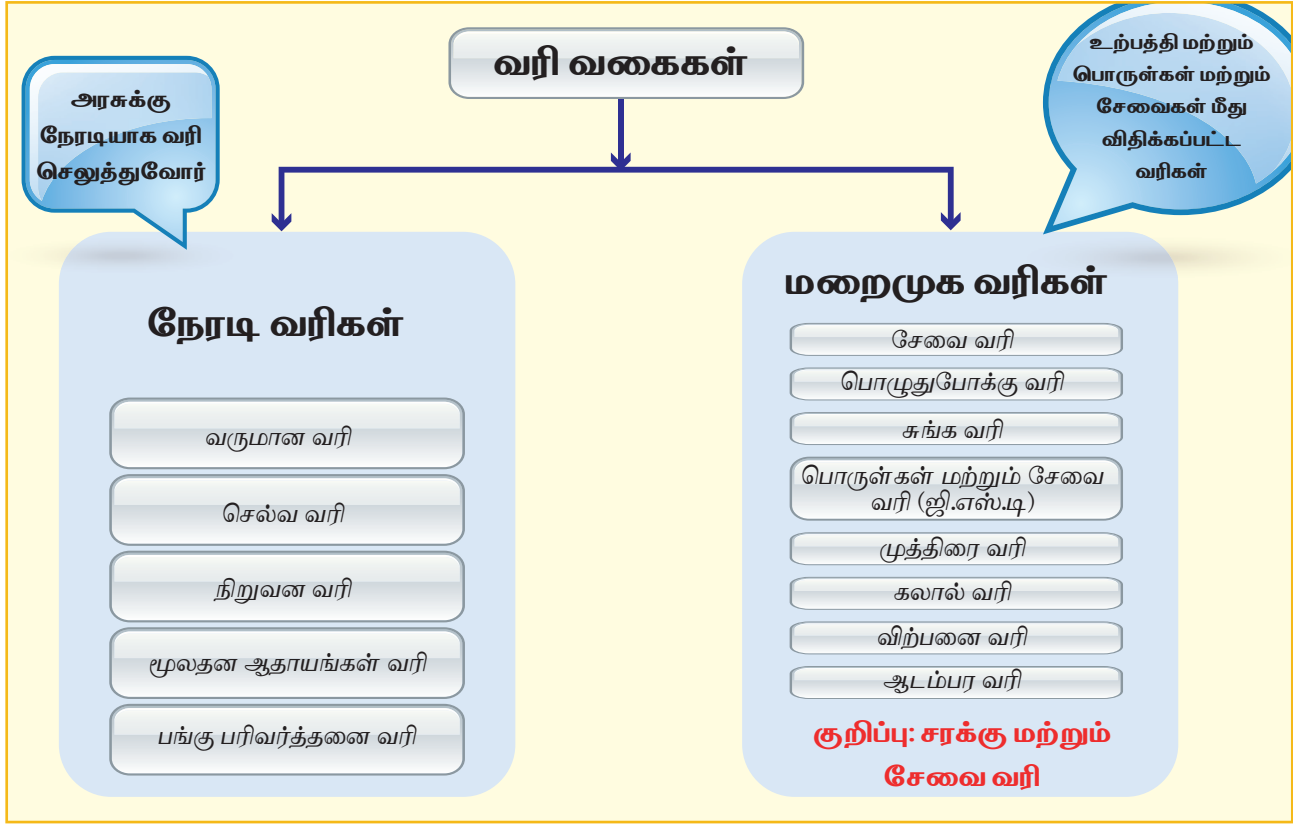 வரி வகைகள்
அரசுக்கு
நேரடியாக வரி
செலுத்துவோர்
உற்பத்தி மற்றும்
பொருள்கள் மற்றும்
சேவைகள் மீது
விதிக்கப்பட்ட
வரிகள்
நேரடி வரிகள்
வருமான வரி
செல்வ வரி
நிறுவன வரி
மூலதன ஆதாயங்கள் வரி
பங்கு பரிவர்த்தனை வரி
மறைமுக வரிகள்
சேவை வரி
பொழுதுபோக்கு வரி
சுங்க வரி
பொருள்கள் மற்றும் சேவை
வரி (ஜி.எஸ்.டி)
முத்திரை வரி
கலால் வரி
விற்பனை வரி
ஆடம்பர வரி
குறிப்பு: சரக்கு மற்றும்
சேவை வரி